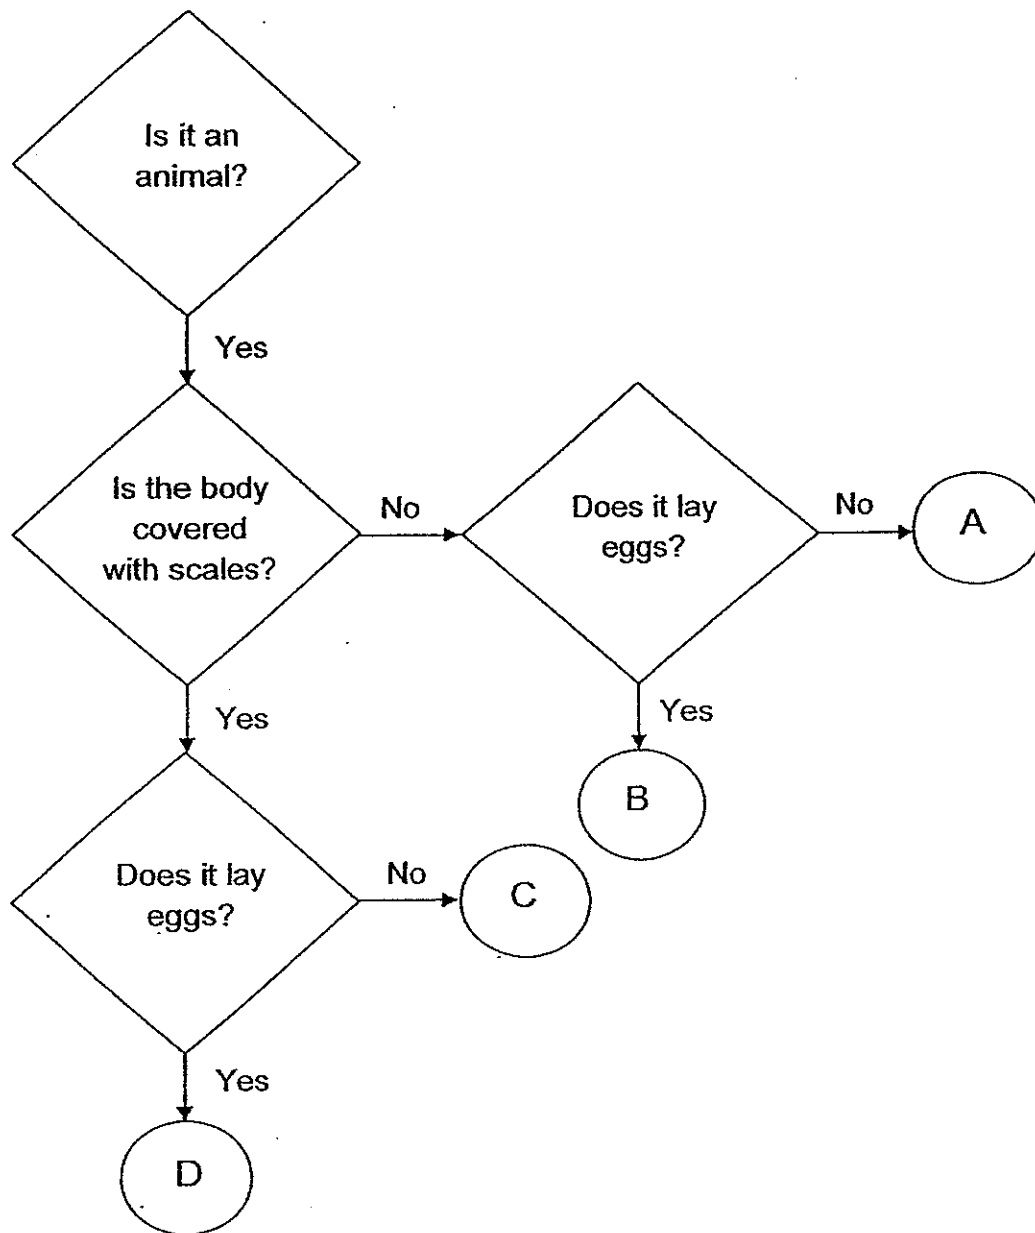 Is it an
animal?
Yes
Is the body
covered
with scales?
No
Does it lay
eggs?
No
A
Yes
B
Yes
Does it lay
eggs?
No
C
Yes
D